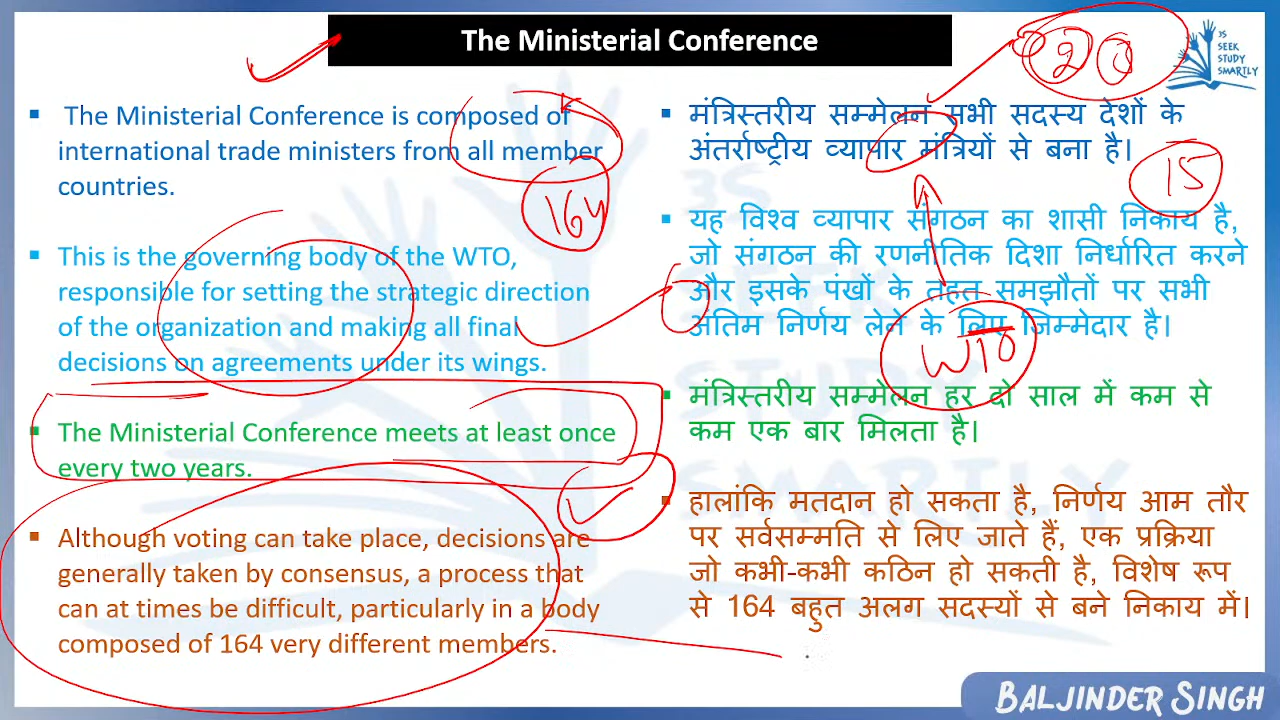 The Ministerial Conference
3S
SEEK
STUDY
SMARTLY
The Ministerial Conference is composed of
international trade ministers from all member
countries.
164
This is the governing body of the WTO,
responsible for setting the strategic direction
of the organization and making all final
decisions on agreements under its wings.
The Ministerial Conference meets at least once
every two years.
Although voting can take place, decisions are
generally taken by consensus, a process that
can at times be difficult, particularly in a body
composed of 164 very different members.
मंत्रिस्तरीय सम्मेलन सभी सदस्य देशों के
अंतर्राष्ट्रीय व्यापार मंत्रियों से बना है।
15
यह विश्व व्यापार संगठन का शासी निकाय है,
जो संगठन की रणनीतिक दिशा निर्धारित करने
और इसके पंखों के तहत समझौतों पर सभी
अंतिम निर्णय लेने के लिए जिम्मेदार है।
WTO
मंत्रिस्तरीय सम्मेलन हर दो साल में कम से
कम एक बार मिलता है।
हालांकि मतदान हो सकता है, निर्णय आम तौर
पर सर्वसम्मति से लिए जाते हैं, एक प्रक्रिया
जो कभी-कभी कठिन हो सकती है, विशेष रूप
से 164 बहुत अलग सदस्यों से बने निकाय में।
3S
SEEK
STUDY
SMARTLY
BALJINDER SINGH